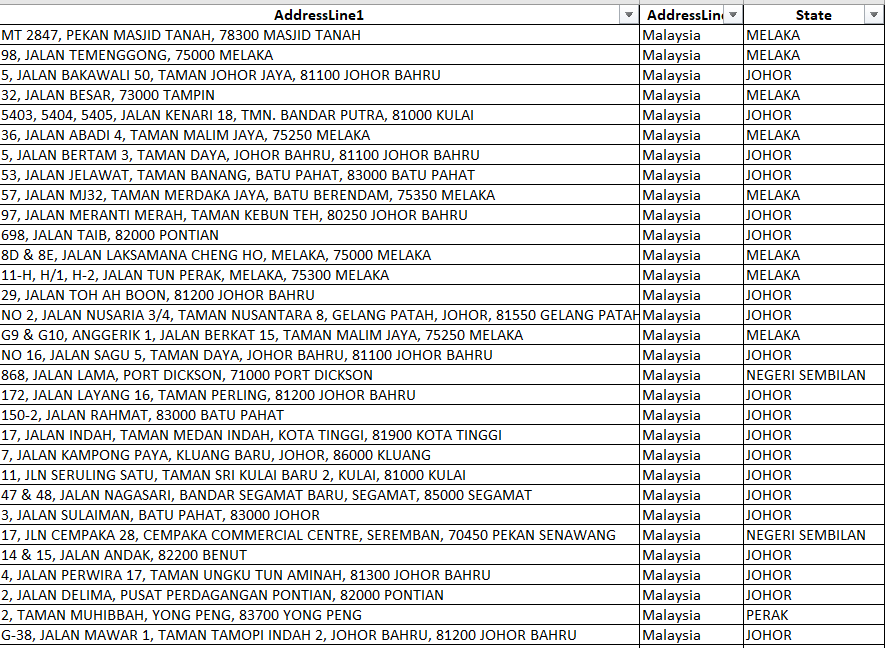 AddressLine1 AddressLin State
MT 2847, PEKAN MASJID TANAH, 78300 MASJID TANAH Malaysia MELAKA
98, JALAN TEMENGGONG, 75000 MELAKA Malaysia MELAKA
5, JALAN BAKAWALI 50, TAMAN JOHOR JAYA, 81100 JOHOR BAHRU Malaysia JOHOR
32, JALAN BESAR, 73000 TAMPIN Malaysia MELAKA
5403, 5404, 5405, JALAN KENARI 18, TMN. BANDAR PUTRA, 81000 KULAI Malaysia JOHOR
36, JALAN ABADI 4, TAMAN MALIM JAYA, 75250 MELAKA Malaysia MELAKA
5, JALAN BERTAM 3, TAMAN DAYA, JOHOR BAHRU, 81100 JOHOR BAHRU Malaysia JOHOR
53, JALAN JELAWAT, TAMAN BANANG, BATU PAHAT, 83000 BATU PAHAT Malaysia JOHOR
57, JALAN MJ32, TAMAN MERDAKA JAYA, BATU BERENDAM, 75350 MELAKA Malaysia MELAKA
97, JALAN MERANTI MERAH, TAMAN KEBUN TEH, 80250 JOHOR BAHRU Malaysia JOHOR
698, JALAN TAIB, 82000 PONTIAN Malaysia JOHOR
8D & 8E, JALAN LAKSAMANA CHENG HO, MELAKA, 75000 MELAKA Malaysia MELAKA
11-H, H/1, H-2, JALAN TUN PERAK, MELAKA, 75300 MELAKA Malaysia MELAKA
29, JALAN TOH AH BOON, 81200 JOHOR BAHRU Malaysia JOHOR
NO 2, JALAN NUSARIA 3/4, TAMAN NUSANTARA 8, GELANG PATAH, JOHOR, 81550 GELANG PATAH Malaysia JOHOR
G9 & G10, ANGGERIK 1, JALAN BERKAT 15, TAMAN MALIM JAYA, 75250 MELAKA Malaysia MELAKA
NO 16, JALAN SAGU 5, TAMAN DAYA, JOHOR BAHRU, 81100 JOHOR BAHRU Malaysia JOHOR
868, JALAN LAMA, PORT DICKSON, 71000 PORT DICKSON Malaysia NEGERI SEMBILAN
172, JALAN LAYANG 16, TAMAN PERLING, 81200 JOHOR BAHRU Malaysia JOHOR
150-2, JALAN RAHMAT, 83000 BATU PAHAT Malaysia JOHOR
17, JALAN INDAH, TAMAN MEDAN INDAH, KOTA TINGGI, 81900 KOTA TINGGI Malaysia JOHOR
7, JALAN KAMPONG PAYA, KLUANG BARU, JOHOR, 86000 KLUANG Malaysia JOHOR
11, JLN SERULING SATU, TAMAN SRI KULAI BARU 2, KULAI, 81000 KULAI Malaysia JOHOR
47 & 48, JALAN NAGASARI, BANDAR SEGAMAT BARU, SEGAMAT, 85000 SEGAMAT Malaysia JOHOR
3, JALAN SULAIMAN, BATU PAHAT, 83000 JOHOR Malaysia JOHOR
17, JLN CEMPAKA 28, CEMPAKA COMMERCIAL CENTRE, SEREMBAN, 70450 PEKAN SENAWANG Malaysia NEGERI SEMBILAN
14 & 15, JALAN ANDAK, 82200 BENUT Malaysia JOHOR
4, JALAN PERWIRA 17, TAMAN UNGKU TUN AMINAH, 81300 JOHOR BAHRU Malaysia JOHOR
2, JALAN DELIMA, PUSAT PERDAGANGAN PONTIAN, 82000 PONTIAN Malaysia JOHOR
2, TAMAN MUHIBBAH, YONG PENG, 83700 YONG PENG Malaysia PERAK
G-38, JALAN MAWAR 1, TAMAN TAMOPI INDAH 2, JOHOR BAHRU, 81200 JOHOR BAHRU Malaysia JOHOR